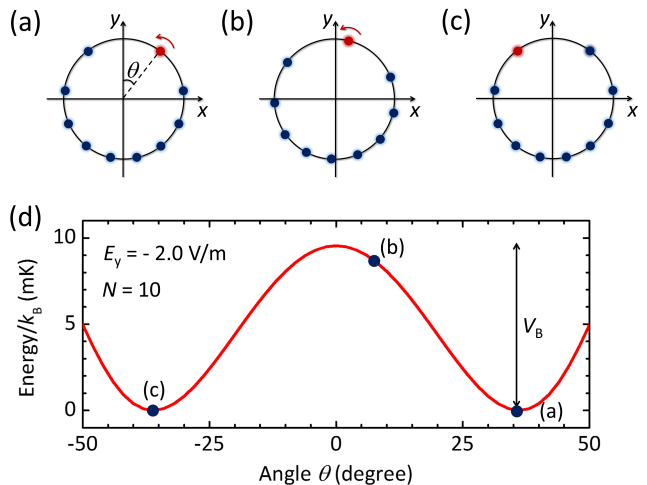 (a)
(b)
(c)
y
y
y
θ
x
x
x
(d)
10
5
0
Energy/kB (mK)
Ey = - 2.0 V/m
N = 10
(b)
VB
(c)
(a)
-50
-25
0
25
50
Angle θ (degree)